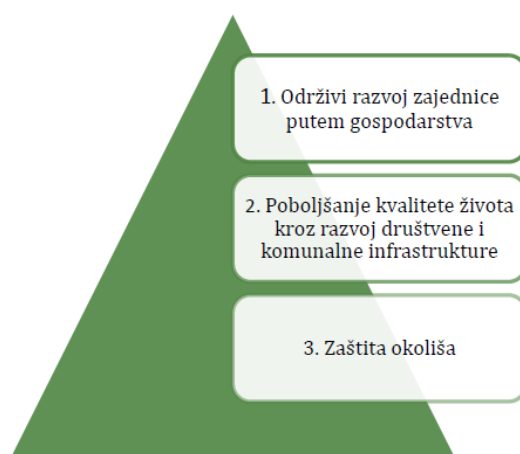 1. Održivi razvoj zajednice
putem gospodarstva
2. Poboljšanje kvalitete života
kroz razvoj društvene i
komunalne infrastrukture
3. Zaštita okoliša